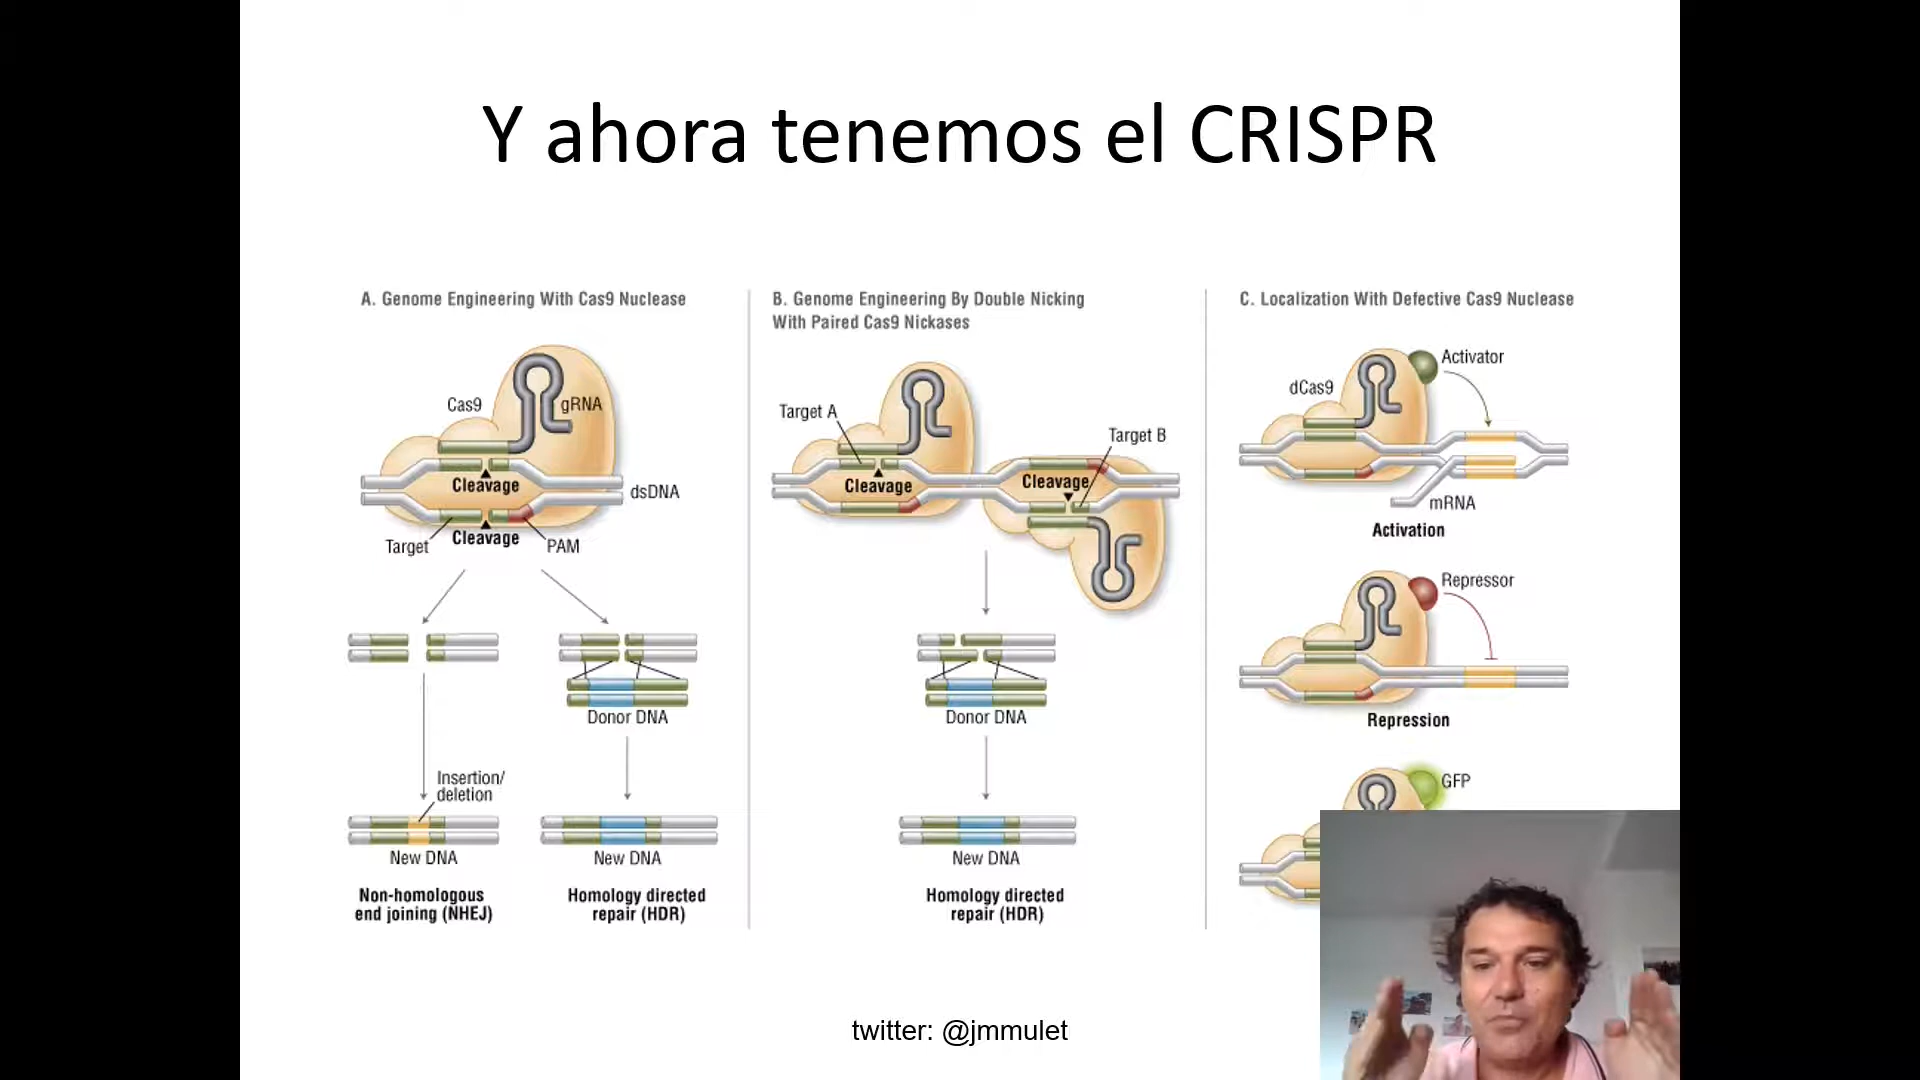 Y ahora tenemos el CRISPR
A. Genome Engineering With Cas9 Nuclease
Cas9
gRNA
Cleavage
dsDNA
Target
Cleavage
PAM
Donor DNA
Insertion/
deletion
New DNA
New DNA
Non-homologous
end joining (NHEJ)
Homology directed
repair (HDR)
B. Genome Engineering By Double Nicking
With Paired Cas9 Nickases
Target A
Target B
Cleavage
Cleavage
Donor DNA
New DNA
Homology directed
repair (HDR)
C. Localization With Defective Cas9 Nuclease
Activator
dCas9
mRNA
Activation
Repressor
Repression
GFP
twitter: @jmmulet